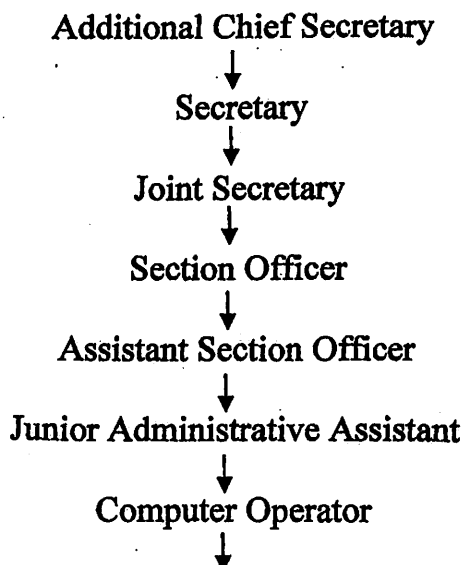 Additional Chief Secretary
Secretary
Joint Secretary
Section Officer
Assistant Section Officer
Junior Administrative Assistant
Computer Operator